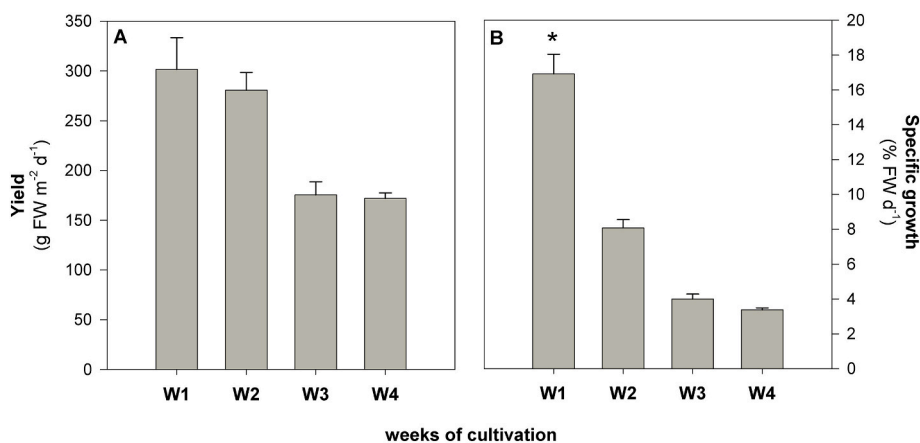 A
350
300
250
200
150
100
50
0
Yield
(g FW m⁻² d⁻¹)
W1 W2 W3 W4
B
*
20
18
16
14
12
10
8
6
4
2
0
Specific growth
(% FW d⁻¹)
W1 W2 W3 W4
weeks of cultivation